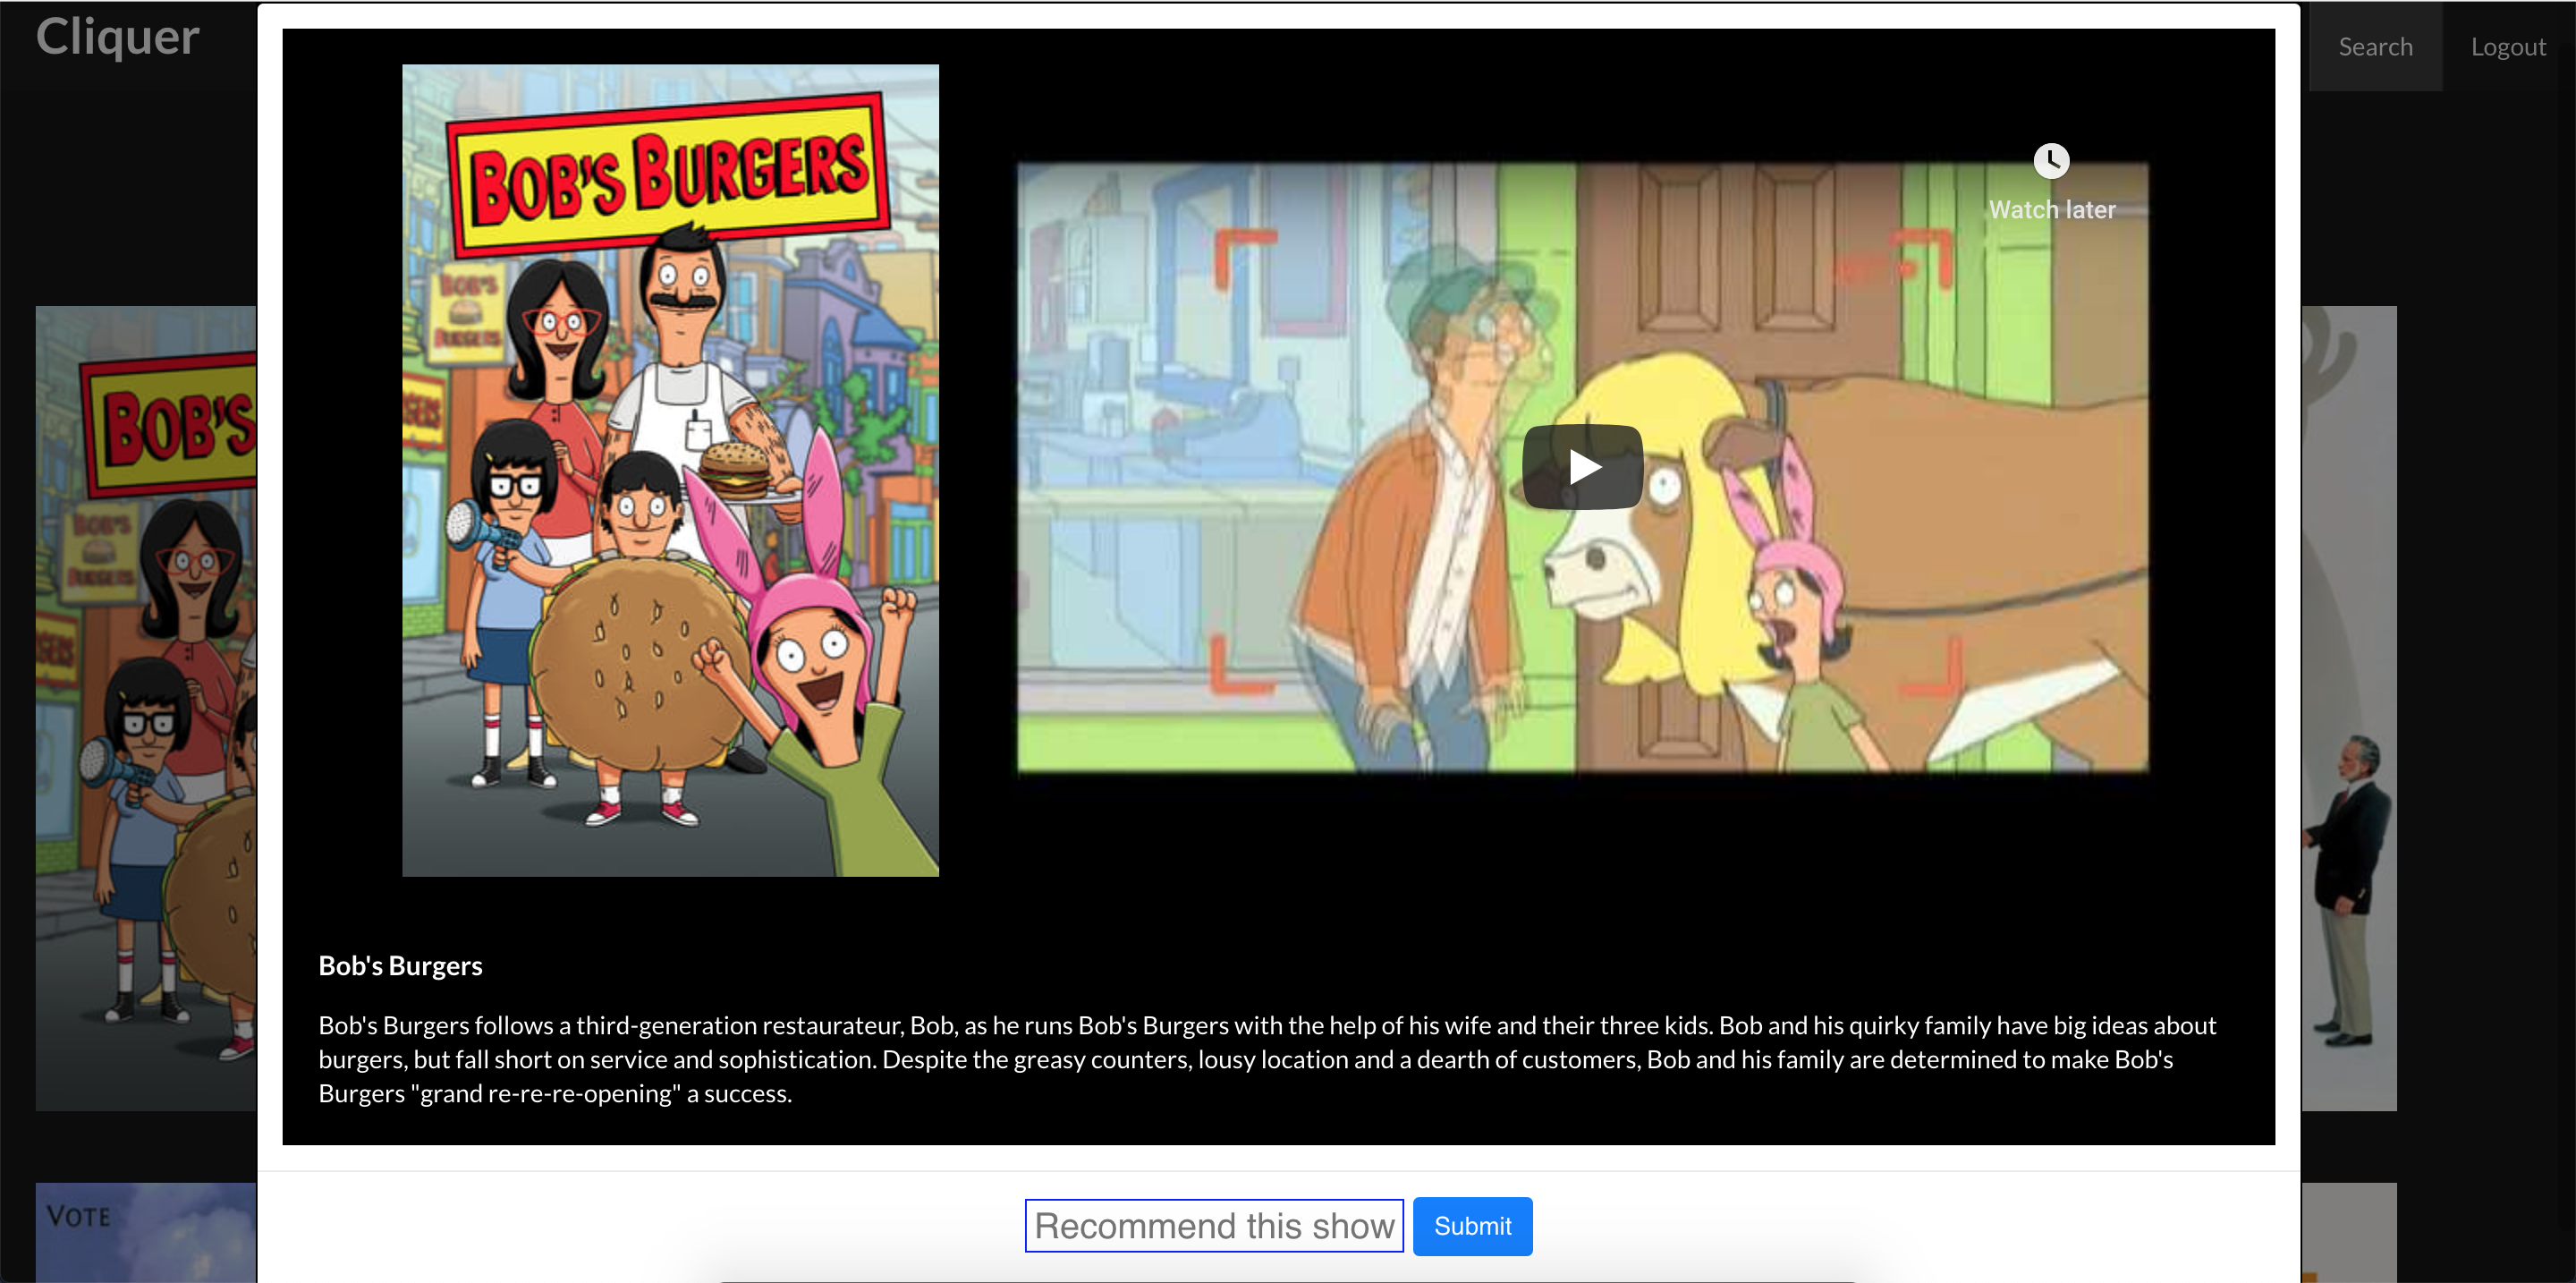 Cliquer
Search
Logout
BOB'S BURGERS
BOB'S
BURGERS
Watch later
BOB'S
BOB'S
BURGERS
Bob's Burgers
Bob's Burgers follows a third-generation restaurateur, Bob, as he runs Bob's Burgers with the help of his wife and their three kids. Bob and his quirky family have big ideas about
burgers, but fall short on service and sophistication. Despite the greasy counters, lousy location and a dearth of customers, Bob and his family are determined to make Bob's
Burgers "grand re-re-re-opening" a success.
VOTE
Recommend this show
Submit